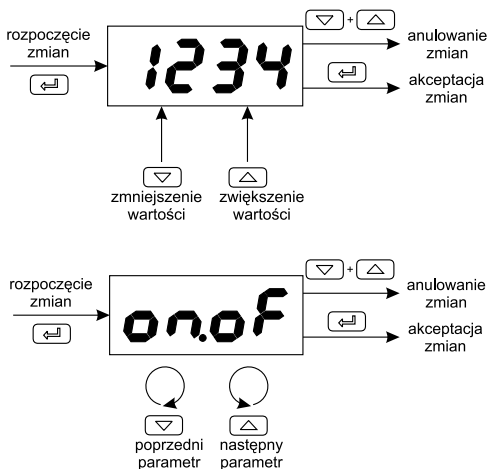 rozpoczęcie
zmian
1234
+
anulowanie
zmian
akceptacja
zmian
zmniejszenie
wartości
zwiększenie
wartości
rozpoczęcie
zmian
on.oF
+
anulowanie
zmian
akceptacja
zmian
poprzedni
parametr
następny
parametr